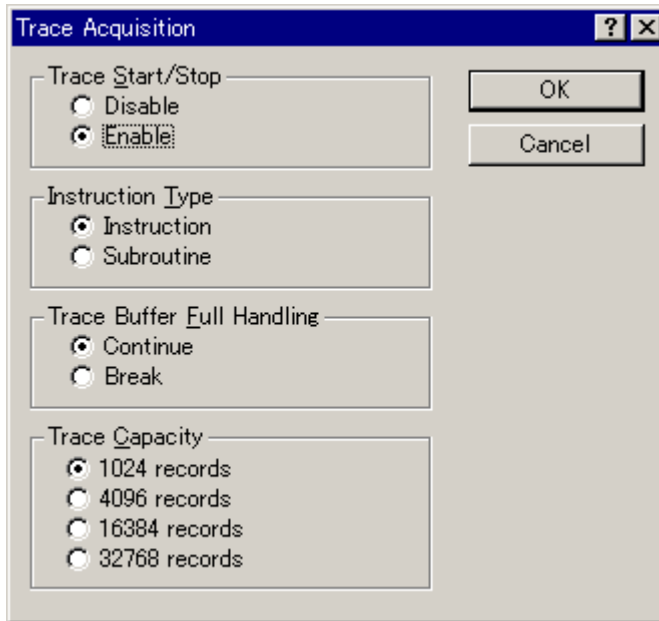 Trace Acquisition
Trace Start/Stop
Disable
Enable
OK
Cancel
Instruction Type
Instruction
Subroutine
Trace Buffer Full Handling
Continue
Break
Trace Capacity
1024 records
4096 records
16384 records
32768 records